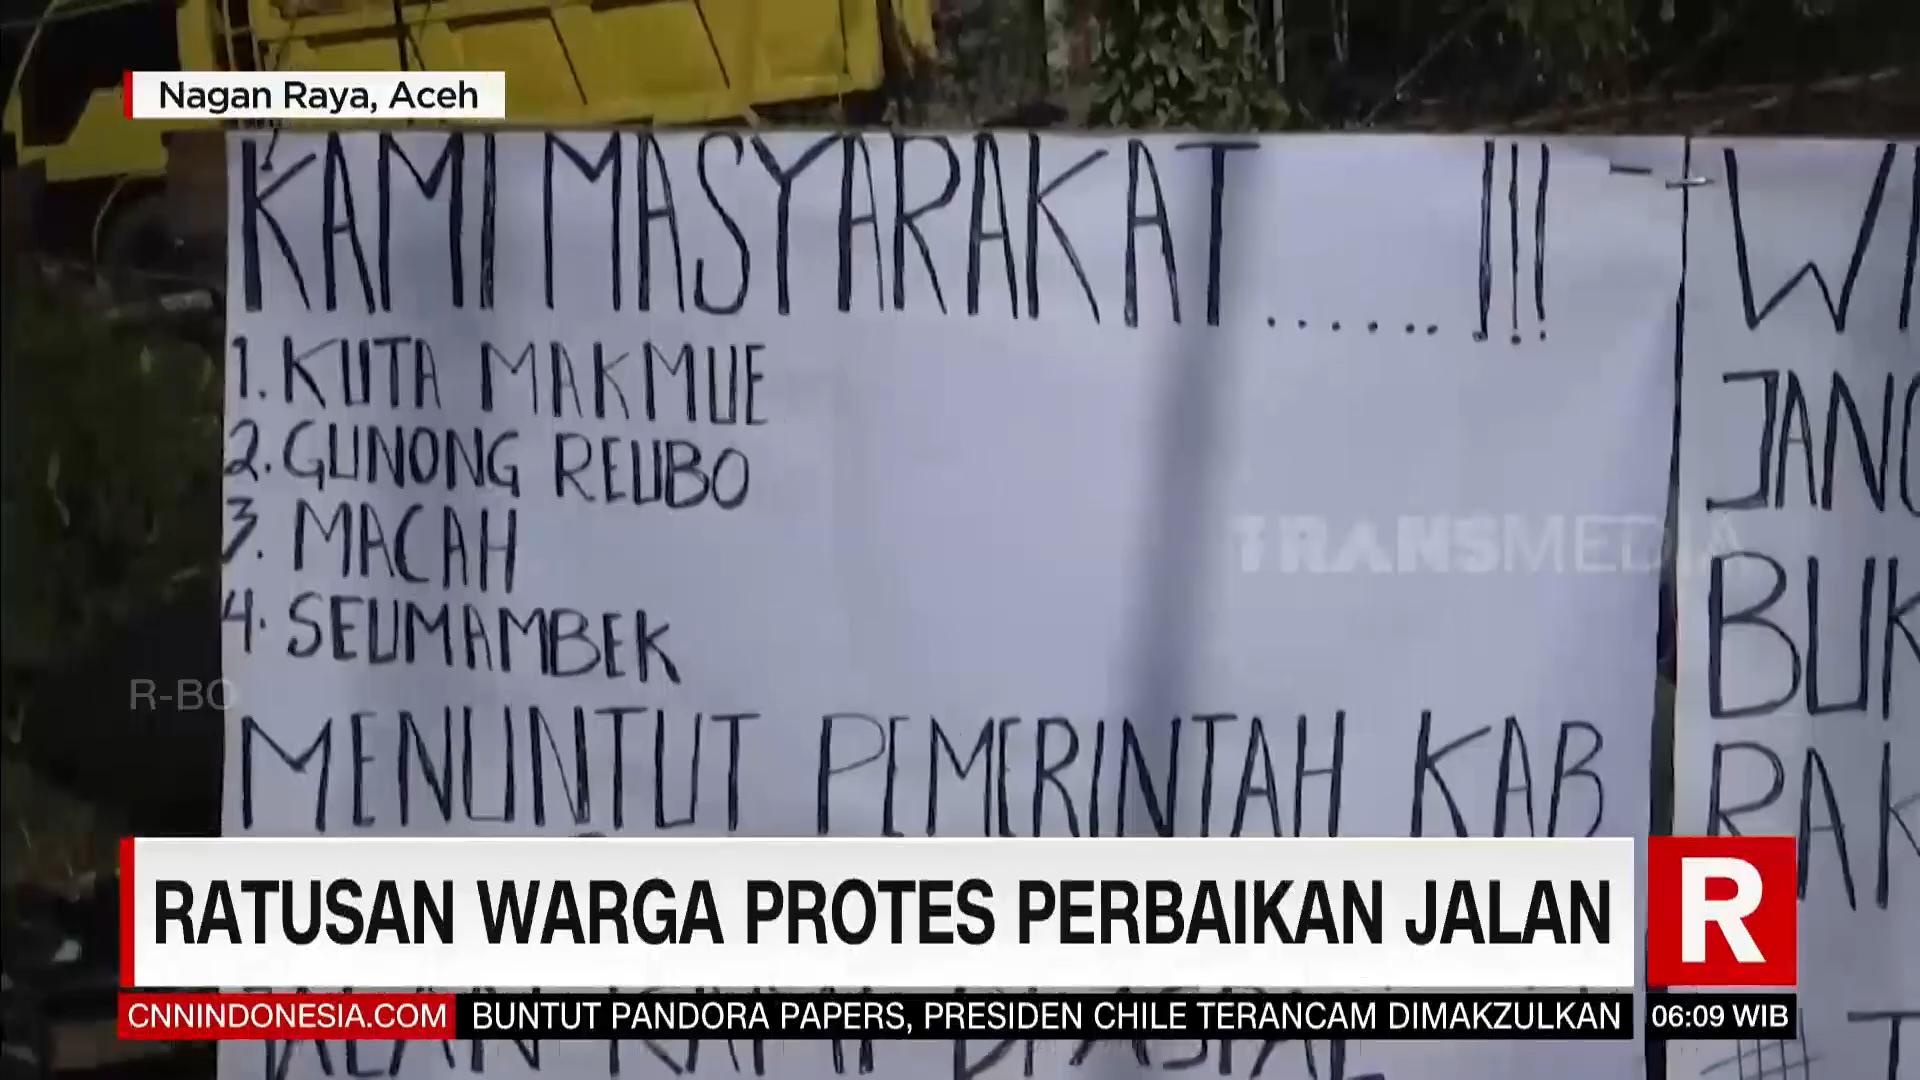 Nagan Raya, Aceh
KAMI MASYARAKAT ...... !!!
1. KUTA MAKMUE
2. GUNONG REUBO
3. MACAH
4. SEUMAMBEK
MENUNTUT PEMERINTAH KAB
TRANSMEDIA
R-BO
RATUSAN WARGA PROTES PERBAIKAN JALAN
R
CNNINDONESIA.COM
BUNTUT PANDORA PAPERS, PRESIDEN CHILE TERANCAM DIMAKZULKAN
06:09 WIB